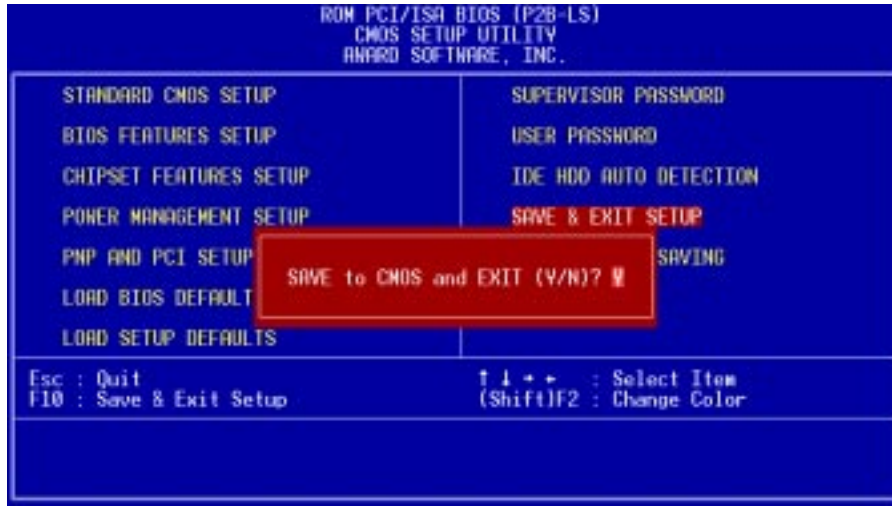 ROM PCI/ISA BIOS (P2B-LS)
CMOS SETUP UTILITY
AWARD SOFTWARE, INC.
STANDARD CMOS SETUP
BIOS FEATURES SETUP
CHIPSET FEATURES SETUP
POWER MANAGEMENT SETUP
PNP AND PCI SETUP
LOAD BIOS DEFAULT
LOAD SETUP DEFAULTS
SUPERVISOR PASSWORD
USER PASSWORD
IDE HDD AUTO DETECTION
SAVE & EXIT SETUP
SAVING
SAVE to CMOS and EXIT (Y/N)? Y
Esc : Quit
F10 : Save & Exit Setup
↑ ↓ → ← : Select Item
(Shift)F2 : Change Color